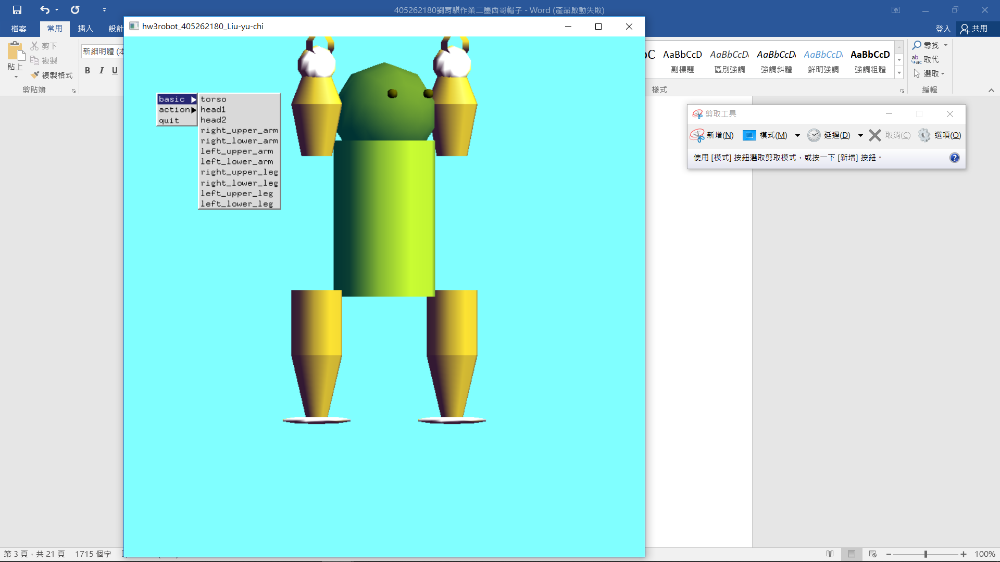 405262180劉育騏作業二墨西哥帽子 - Word (產品啟動失敗)
檔案
常用
插入
設計
登入
共用
hw3robot_405262180_Liu-yu-chi
貼上
剪下
複製
複製格式
剪貼簿
新細明體 (本
B I U
AaBbCcD
副標題
AaBbCcD
區別強調
AaBbCcD
強調斜體
AaBbCcD
鮮明強調
AaBbCcD
強調粗體
樣式
尋找
取代
選取
編輯
basic
action
quit
torso
head1
head2
right_upper_arm
right_lower_arm
left_upper_arm
left_lower_arm
right_upper_leg
right_lower_leg
left_upper_leg
left_lower_leg
剪取工具
新增(N)
模式(M)
延遲(D)
取消(C)
選項(O)
使用 [模式] 按鈕選取剪取模式，或按一下 [新增] 按鈕。
第 3 頁，共 21 頁
1715 個字
100%